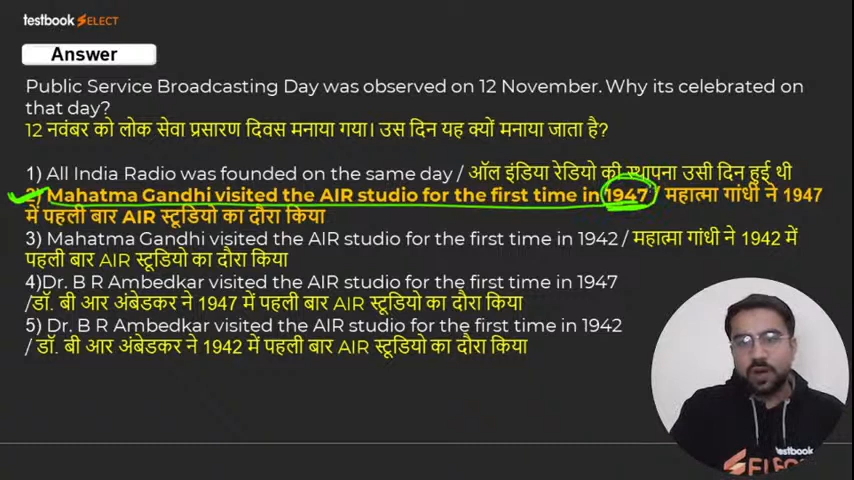 testbook SELECT
Answer
Public Service Broadcasting Day was observed on 12 November. Why its celebrated on
that day?
12 नवंबर को लोक सेवा प्रसारण दिवस मनाया गया। उस दिन यह क्यों मनाया जाता है?
1) All India Radio was founded on the same day / ऑल इंडिया रेडियो की स्थापना उसी दिन हुई थी
2) Mahatma Gandhi visited the AIR studio for the first time in 1947 / महात्मा गांधी ने 1947
में पहली बार AIR स्टूडियो का दौरा किया
3) Mahatma Gandhi visited the AIR studio for the first time in 1942 / महात्मा गांधी ने 1942 में
पहली बार AIR स्टूडियो का दौरा किया
4)Dr. B R Ambedkar visited the AIR studio for the first time in 1947
/डॉ. बी आर अंबेडकर ने 1947 में पहली बार AIR स्टूडियो का दौरा किया
5) Dr. B R Ambedkar visited the AIR studio for the first time in 1942
/ डॉ. बी आर अंबेडकर ने 1942 में पहली बार AIR स्टूडियो का दौरा किया
testbook